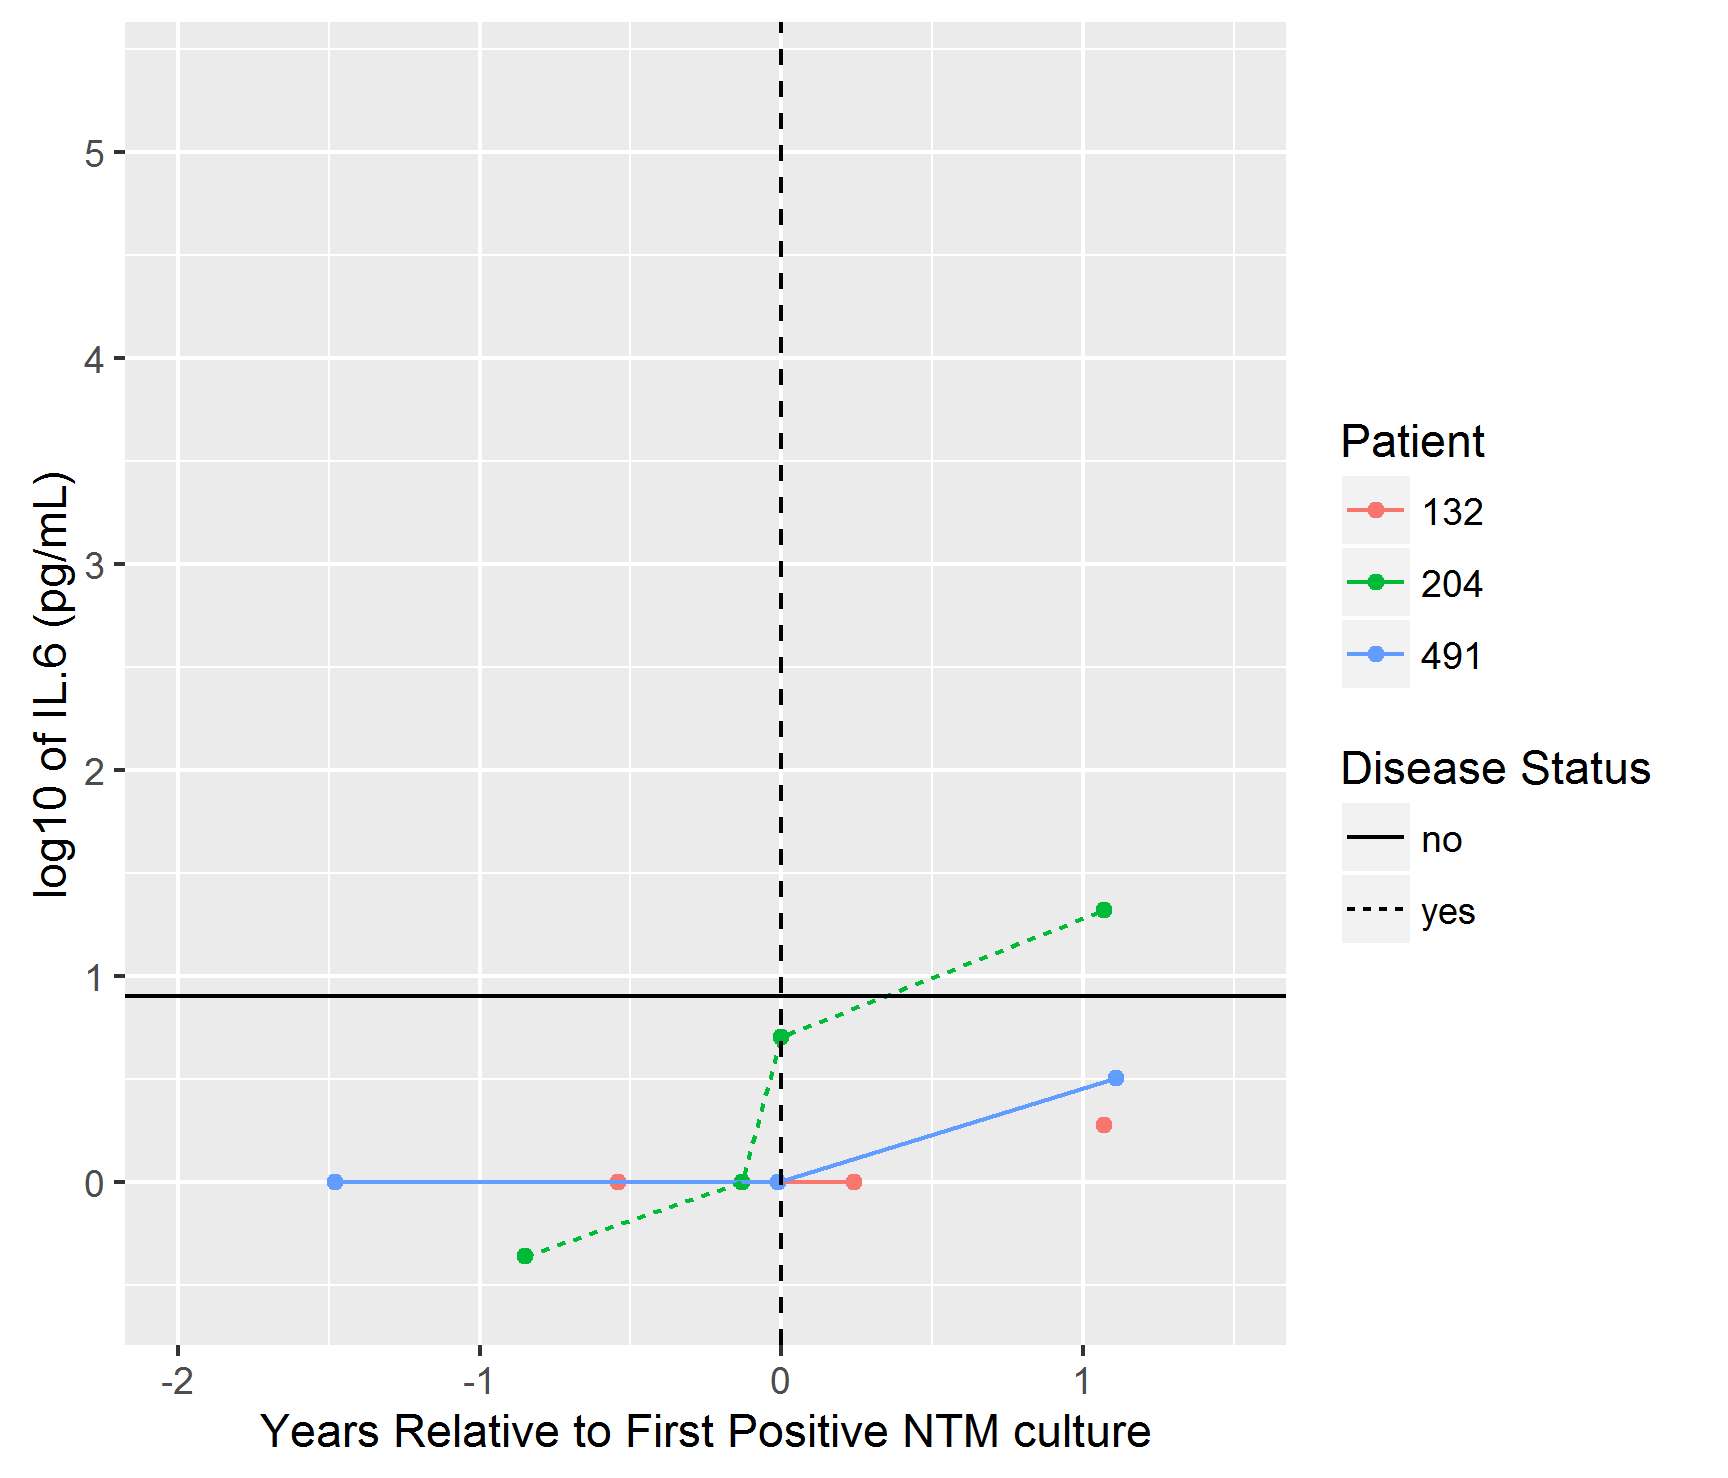 log10 of IL.6 (pg/mL)
5
4
3
2
1
0
-2
-1
0
1
Years Relative to First Positive NTM culture
Patient
132
204
491
Disease Status
no
yes